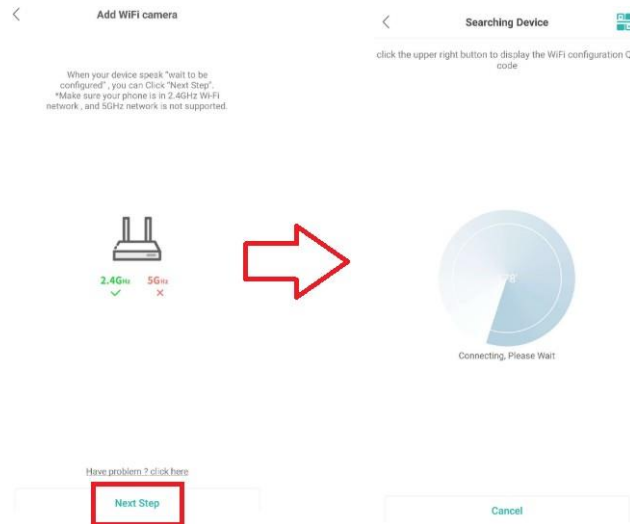 Add WiFi camera
When your device speak "wait to be
configured" , you can Click "Next Step".
*Make sure your phone is in 2.4GHz Wi-Fi
network , and 5GHz network is not supported.
2.4GHz 5GHz
Have problem ? click here
Next Step
Searching Device
click the upper right button to display the WiFi configuration Q
code
Connecting, Please Wait
Cancel